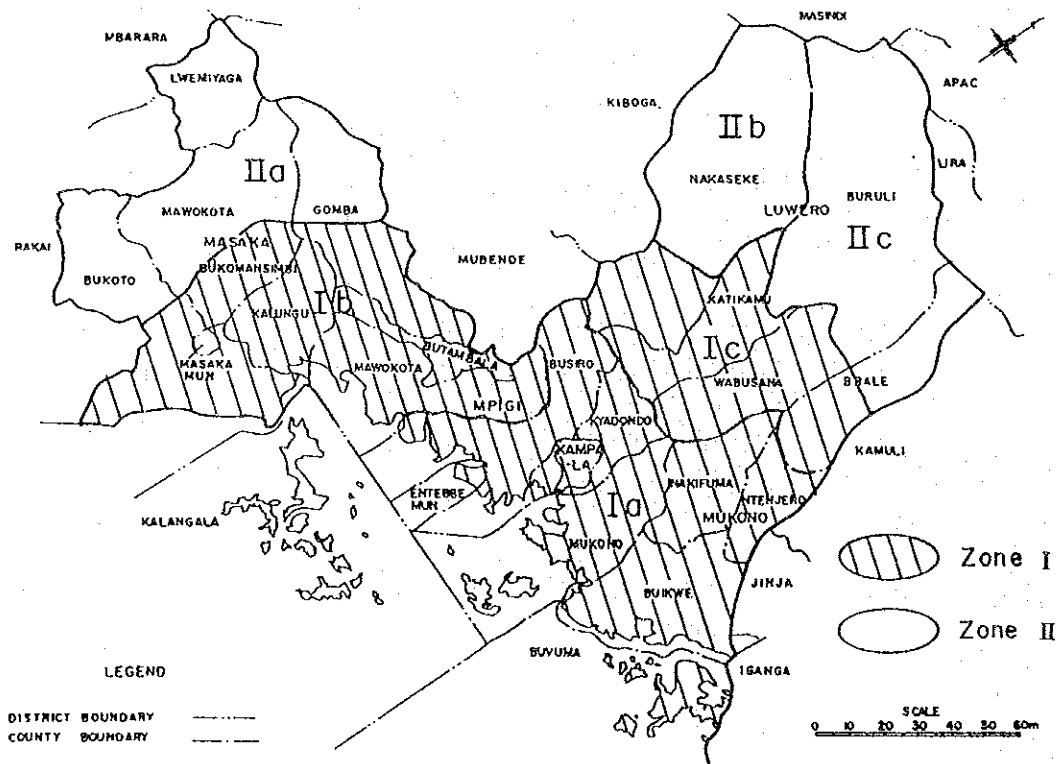 MASINDI
MBARARA
LWEMIYAGA
APAC
KIBOGA
IIb
LIRA
IIa
NAKASEKE
BURULI
MAWOKOTA
GOMBA
LUWERO
IIc
RAKAI
MASAKA
BUKOMANSIMBI
MUBENDE
BUKOTO
KATIKAMU
KALUNGU
Ib
Ic
BUTAMBALA
MASAKA
MUN
MAWOKOTA
BUSIRO
WABUSANA
BBALE
MPIGI
KYADONDO
KAMPA
-LA
KAMULI
ENTEBBE
MUN
NAKIFUMA
NTENJERO
Ia
KALANGALA
MUKONO
MUKONO
Zone I
JINJA
BUIKWE
Zone II
BUVUMA
IGANGA
LEGEND
DISTRICT BOUNDARY
COUNTY BOUNDARY
SCALE
0 10 20 30 40 50 60m